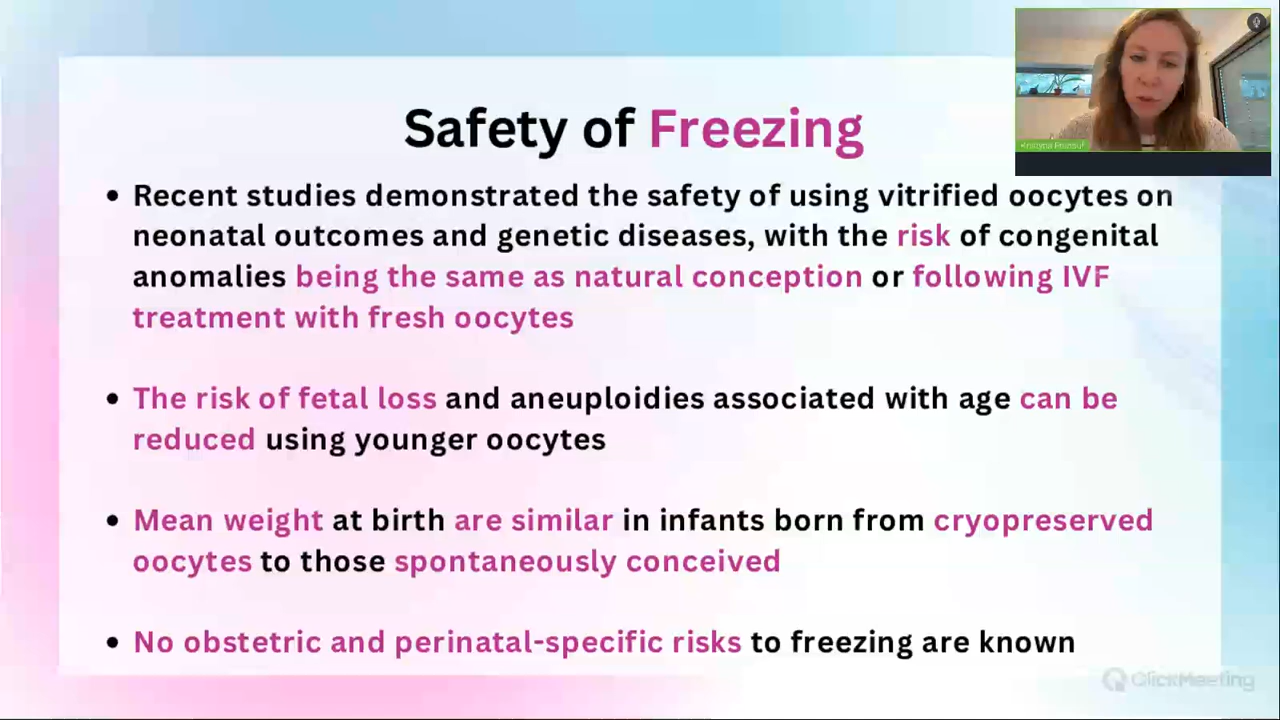 Safety of Freezing
• Recent studies demonstrated the safety of using vitrified oocytes on
neonatal outcomes and genetic diseases, with the risk of congenital
anomalies being the same as natural conception or following IVF
treatment with fresh oocytes
• The risk of fetal loss and aneuploidies associated with age can be
reduced using younger oocytes
• Mean weight at birth are similar in infants born from cryopreserved
oocytes to those spontaneously conceived
• No obstetric and perinatal-specific risks to freezing are known
ClickMeeting